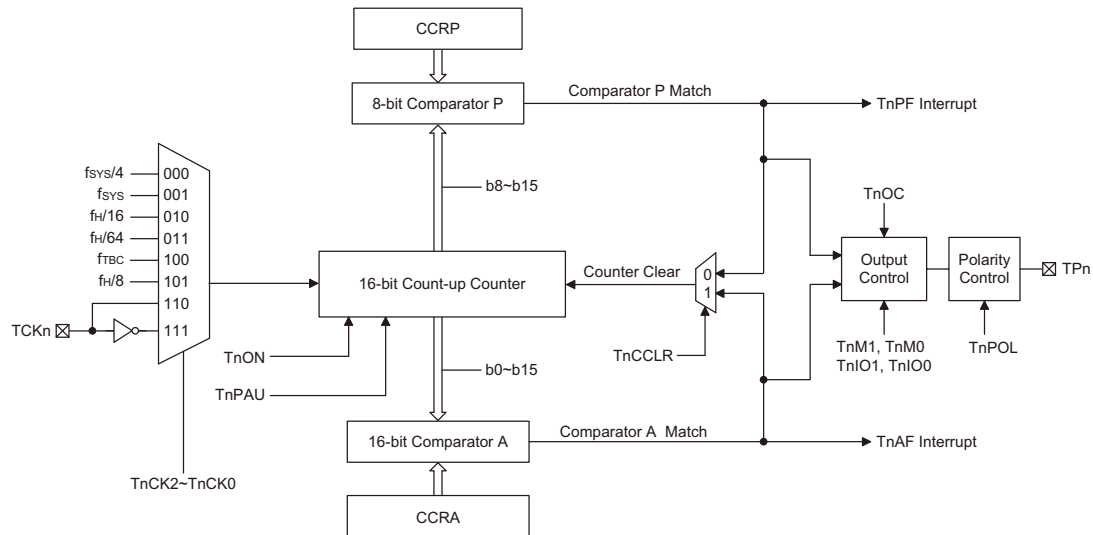 CCRP
8-bit Comparator P
Comparator P Match
TnPF Interrupt
b8~b15
fSYS/4
000
fSYS
001
fH/16
010
fH/64
011
fTBC
100
fH/8
101
110
TCKn
111
16-bit Count-up Counter
Counter Clear
0
1
TnOC
Output
Control
Polarity
Control
TPn
TnON
TnPAU
b0~b15
TnCCLR
TnM1, TnM0
TnIO1, TnIO0
TnPOL
16-bit Comparator A
Comparator A Match
TnAF Interrupt
TnCK2~TnCK0
CCRA